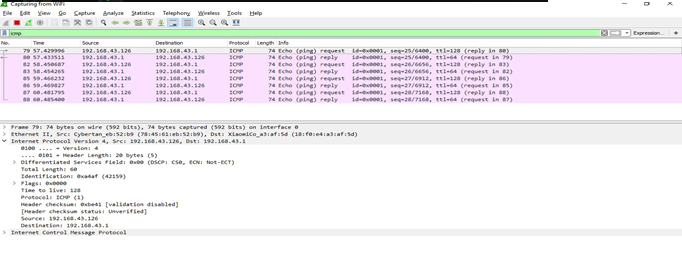 Capturing from WiFi
File Edit View Go Capture Analyze Statistics Telephony Wireless Tools Help
icmp
Expression...
No. Time Source Destination Protocol Length Info
79 57.429996 192.168.43.126 192.168.43.1 ICMP 74 Echo (ping) request id=0x0001, seq=25/6400, ttl=128 (reply in 80)
80 57.433511 192.168.43.1 192.168.43.126 ICMP 74 Echo (ping) reply id=0x0001, seq=25/6400, ttl=64 (request in 79)
82 58.450687 192.168.43.126 192.168.43.1 ICMP 74 Echo (ping) request id=0x0001, seq=26/6656, ttl=128 (reply in 83)
83 58.454265 192.168.43.1 192.168.43.126 ICMP 74 Echo (ping) reply id=0x0001, seq=26/6656, ttl=64 (request in 82)
85 59.466232 192.168.43.126 192.168.43.1 ICMP 74 Echo (ping) request id=0x0001, seq=27/6912, ttl=128 (reply in 86)
86 59.469827 192.168.43.1 192.168.43.126 ICMP 74 Echo (ping) reply id=0x0001, seq=27/6912, ttl=64 (request in 85)
87 60.481795 192.168.43.126 192.168.43.1 ICMP 74 Echo (ping) request id=0x0001, seq=28/7168, ttl=128 (reply in 88)
88 60.485400 192.168.43.1 192.168.43.126 ICMP 74 Echo (ping) reply id=0x0001, seq=28/7168, ttl=64 (request in 87)
Frame 79: 74 bytes on wire (592 bits), 74 bytes captured (592 bits) on interface 0
Ethernet II, Src: Cybertan_eb:52:b9 (78:45:61:eb:52:b9), Dst: XiaomiCo_a3:af:5d (18:f0:e4:a3:af:5d)
Internet Protocol Version 4, Src: 192.168.43.126, Dst: 192.168.43.1
0100 .... = Version: 4
.... 0101 = Header Length: 20 bytes (5)
Differentiated Services Field: 0x00 (DSCP: CS0, ECN: Not-ECT)
Total Length: 60
Identification: 0xa4af (42159)
Flags: 0x0000
Time to live: 128
Protocol: ICMP (1)
Header checksum: 0xbe41 [validation disabled]
[Header checksum status: Unverified]
Source: 192.168.43.126
Destination: 192.168.43.1
Internet Control Message Protocol